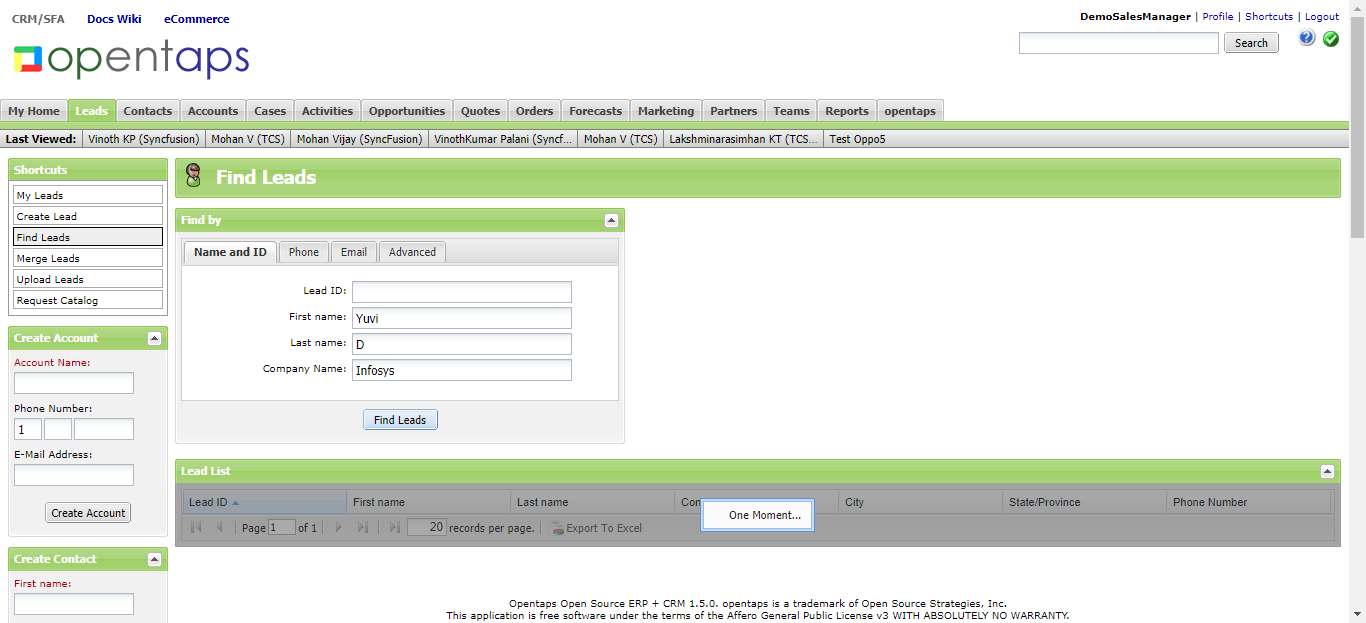 CRM/SFA Docs Wiki eCommerce
DemoSalesManager | Profile | Shortcuts | Logout
opentaps
Search
My Home Leads Contacts Accounts Cases Activities Opportunities Quotes Orders Forecasts Marketing Partners Teams Reports opentaps
Last Viewed: Vinoth KP (Syncfusion) Mohan V (TCS) Mohan Vijay (SyncFusion) VinothKumar Palani (Syncf... Mohan V (TCS) Lakshminarasimhan KT (TCS... Test Oppo5
Shortcuts
My Leads
Create Lead
Find Leads
Merge Leads
Upload Leads
Request Catalog
Create Account
Account Name:
Phone Number:
1
E-Mail Address:
Create Account
Create Contact
First name:
Find Leads
Find by
Name and ID Phone Email Advanced
Lead ID:
First name: Yuvi
Last name: D
Company Name: Infosys
Find Leads
Lead List
Lead ID First name Last name City State/Province Phone Number
One Moment...
Page 1 of 1 20 records per page. Export To Excel
Opentaps Open Source ERP + CRM 1.5.0. opentaps is a trademark of Open Source Strategies, Inc.
This application is free software under the terms of the Affero General Public License v3 WITH ABSOLUTELY NO WARRANTY.